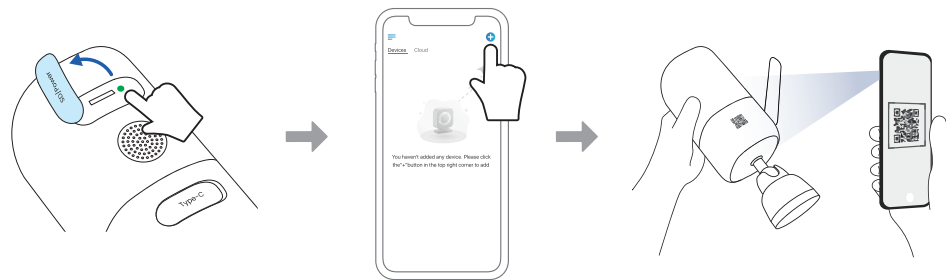 SD/Power
Type-C
Devices Cloud
You haven't added any device. Please click
the"+"button in the top right corner to add